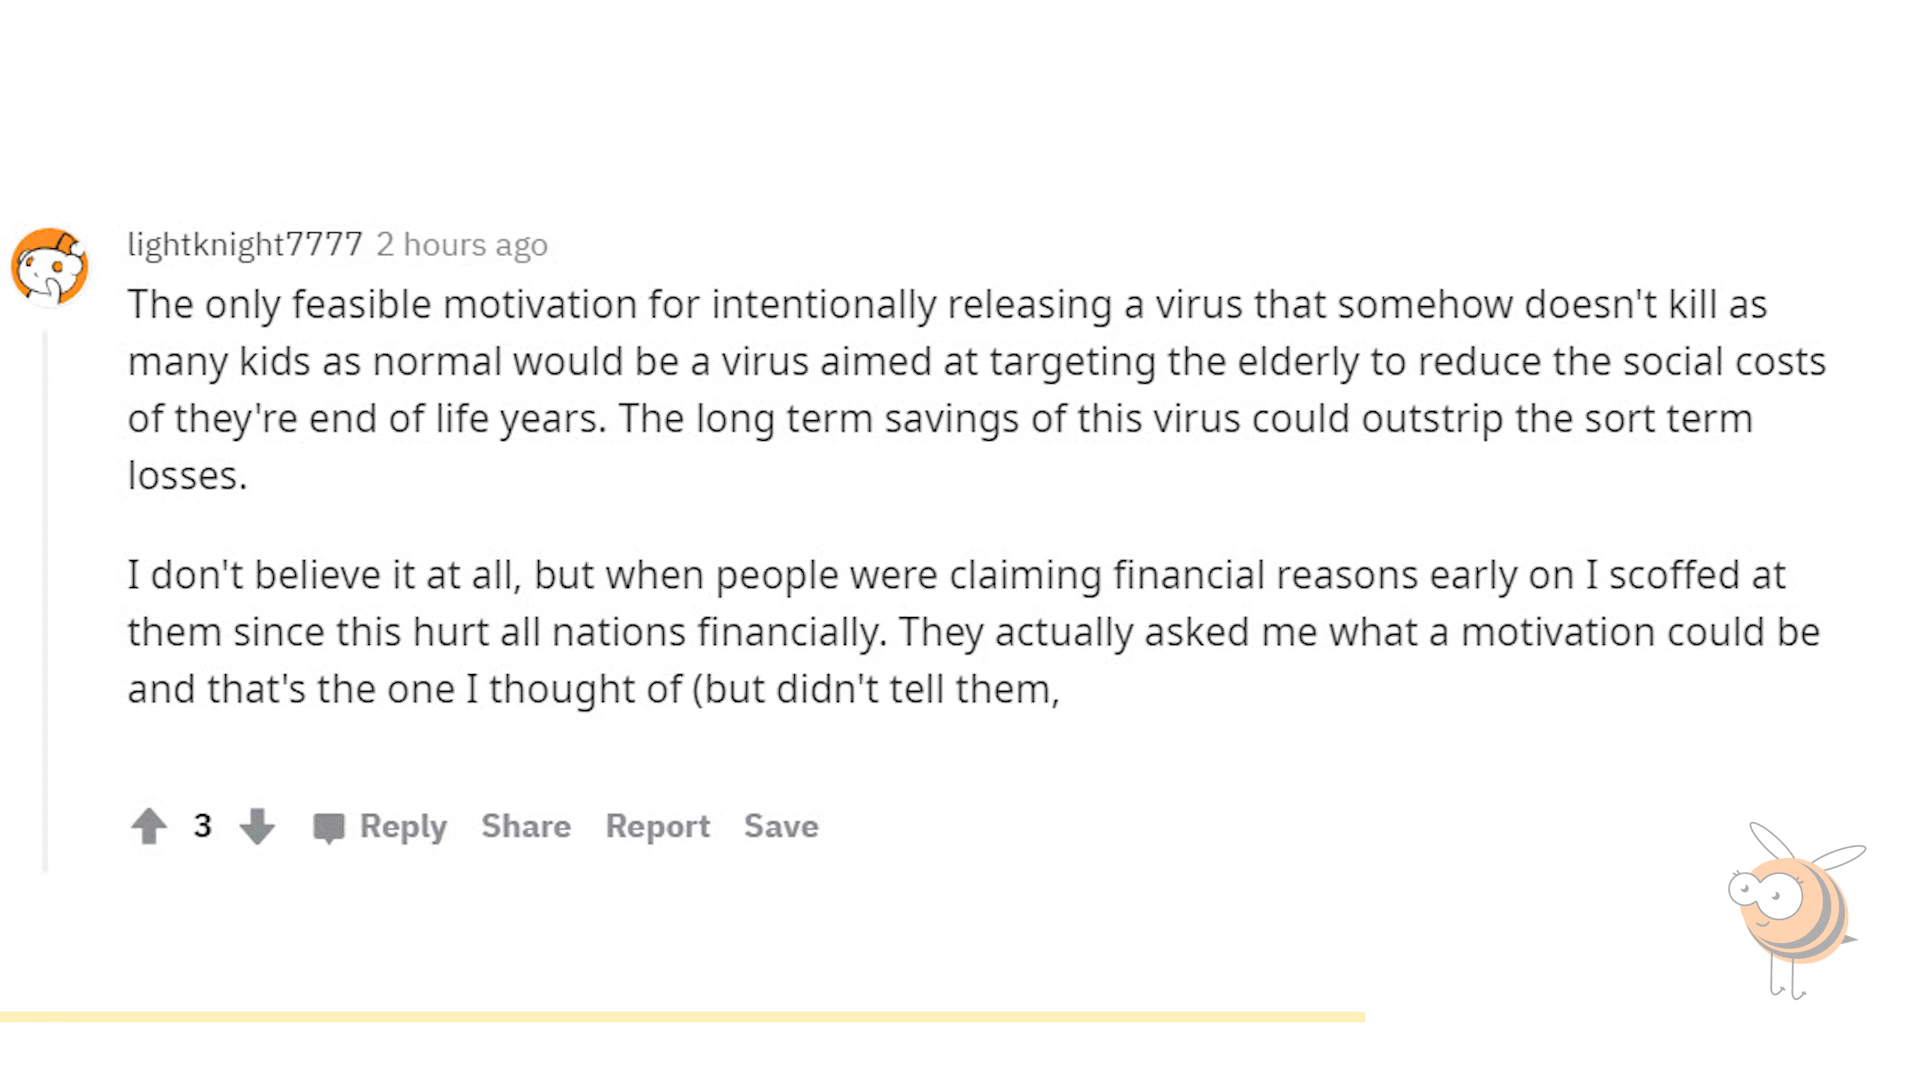 lightknight7777 2 hours ago
The only feasible motivation for intentionally releasing a virus that somehow doesn't kill as
many kids as normal would be a virus aimed at targeting the elderly to reduce the social costs
of they're end of life years. The long term savings of this virus could outstrip the sort term
losses.
I don't believe it at all, but when people were claiming financial reasons early on I scoffed at
them since this hurt all nations financially. They actually asked me what a motivation could be
and that's the one I thought of (but didn't tell them,
3 Reply Share Report Save